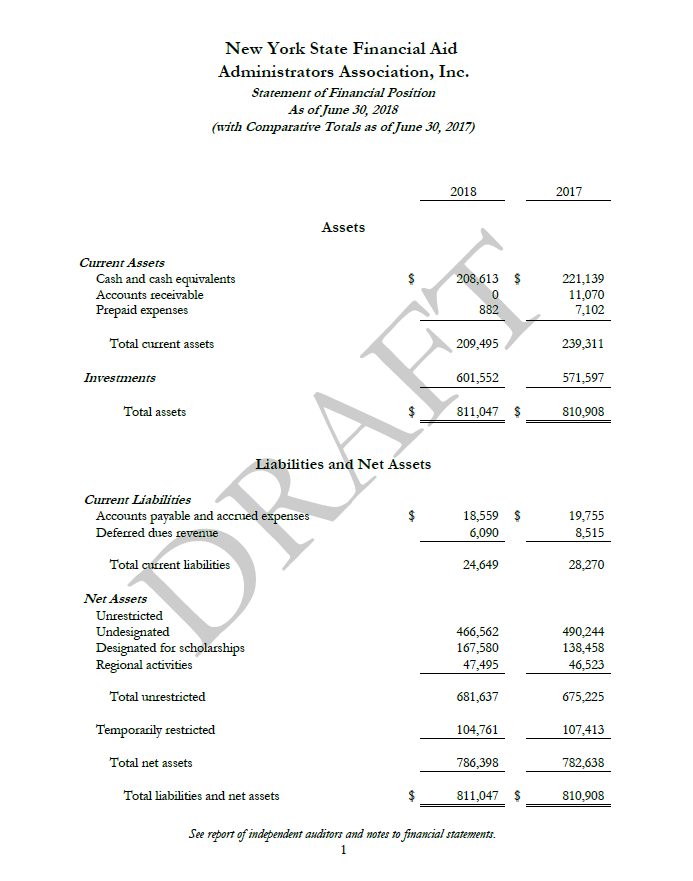 New York State Financial Aid
Administrators Association, Inc.
Statement of Financial Position
As of June 30, 2018
(with Comparative Totals as of June 30, 2017)
2018 2017
Assets
Current Assets
Cash and cash equivalents $ 208,613 $ 221,139
Accounts receivable 0 11,070
Prepaid expenses 882 7,102
Total current assets 209,495 239,311
Investments 601,552 571,597
Total assets $ 811,047 $ 810,908
Liabilities and Net Assets
Current Liabilities
Accounts payable and accrued expenses $ 18,559 $ 19,755
Deferred dues revenue 6,090 8,515
Total current liabilities 24,649 28,270
Net Assets
Unrestricted
Undesignated 466,562 490,244
Designated for scholarships 167,580 138,458
Regional activities 47,495 46,523
Total unrestricted 681,637 675,225
Temporarily restricted 104,761 107,413
Total net assets 786,398 782,638
Total liabilities and net assets $ 811,047 $ 810,908
See report of independent auditors and notes to financial statements.
1
DRAFT